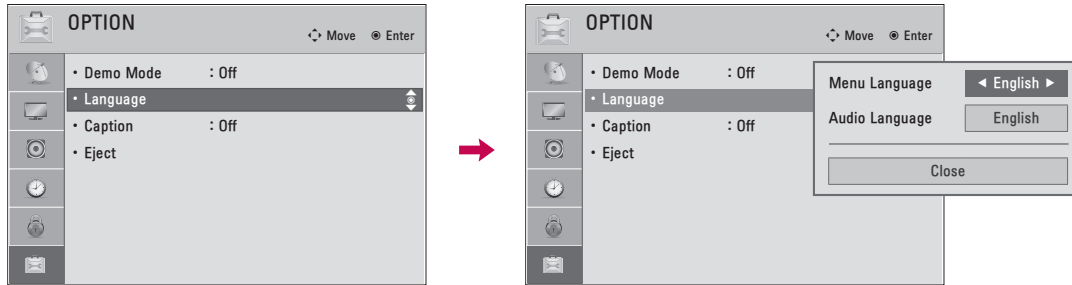 OPTION
Move Enter
• Demo Mode : Off
• Language
• Caption : Off
• Eject
OPTION
Move Enter
• Demo Mode : Off
• Language
• Caption : Off
• Eject
Menu Language ◄ English ►
Audio Language English
Close